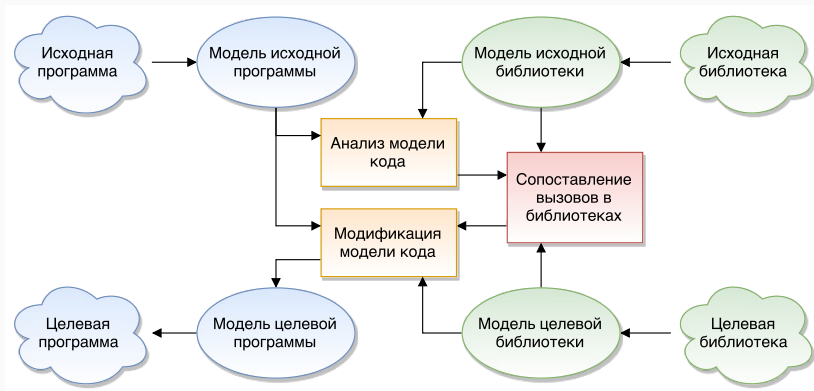 Исходная
программа
Модель исходной
программы
Модель исходной
библиотеки
Исходная
библиотека
Анализ модели
кода
Сопоставление
вызовов в
библиотеках
Модификация
модели кода
Целевая
программа
Модель целевой
программы
Модель целевой
библиотеки
Целевая
библиотека